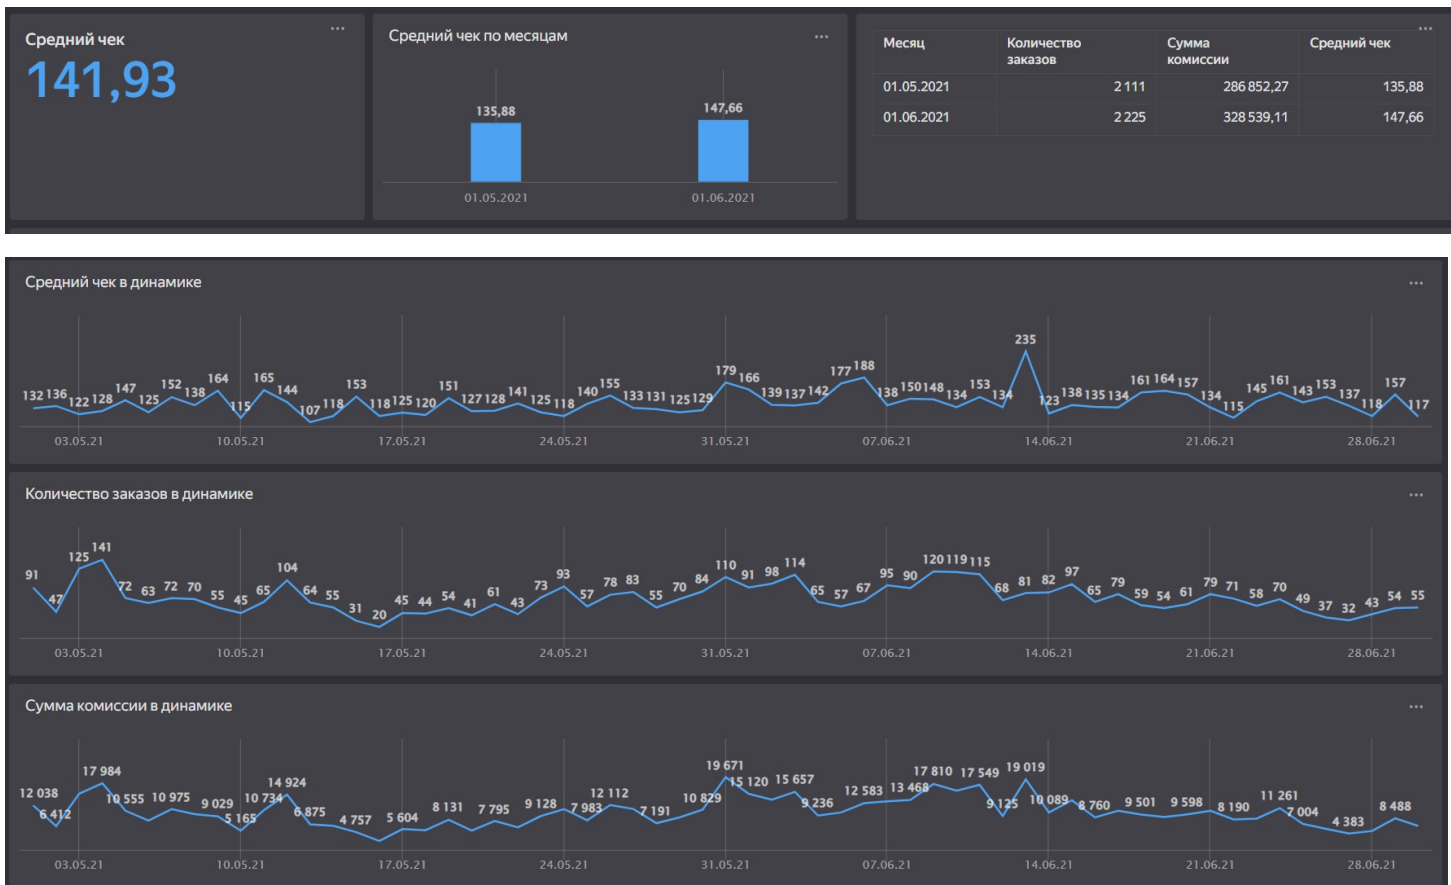 Средний чек
141,93
Средний чек по месяцам
135,88
147,66
01.05.2021
01.06.2021
Месяц Количество заказов Сумма комиссии Средний чек
01.05.2021 2 111 286 852,27 135,88
01.06.2021 2 225 328 539,11 147,66
Средний чек в динамике
132 136 122 128 147 125 152 138 164 115 165 144 107 118 153 118 125 120 151 127 128 141 125 118 140 155 133 131 125 129 179 166 139 137 142 177 188 138 150 148 134 153 134 235 123 138 135 134 161 164 157 134 115 145 161 143 153 137 118 157 117
03.05.21 10.05.21 17.05.21 24.05.21 31.05.21 07.06.21 14.06.21 21.06.21 28.06.21
Количество заказов в динамике
91 47 125 141 72 63 72 70 55 45 65 104 64 55 31 20 45 44 54 41 61 43 73 93 57 78 83 55 70 84 110 91 98 114 65 57 67 95 90 120 119 115 68 81 82 97 65 79 59 54 61 79 71 58 70 49 37 32 43 54 55
03.05.21 10.05.21 17.05.21 24.05.21 31.05.21 07.06.21 14.06.21 21.06.21 28.06.21
Сумма комиссии в динамике
12 038 6 412 17 984 10 555 10 975 9 029 5 165 10 734 14 924 6 875 4 757 5 604 8 131 7 795 9 128 7 983 12 112 7 191 10 829 19 671 15 120 15 657 9 236 12 583 13 468 17 810 17 549 9 125 19 019 10 089 8 760 9 501 9 598 8 190 11 261 7 004 4 383 8 488
03.05.21 10.05.21 17.05.21 24.05.21 31.05.21 07.06.21 14.06.21 21.06.21 28.06.21